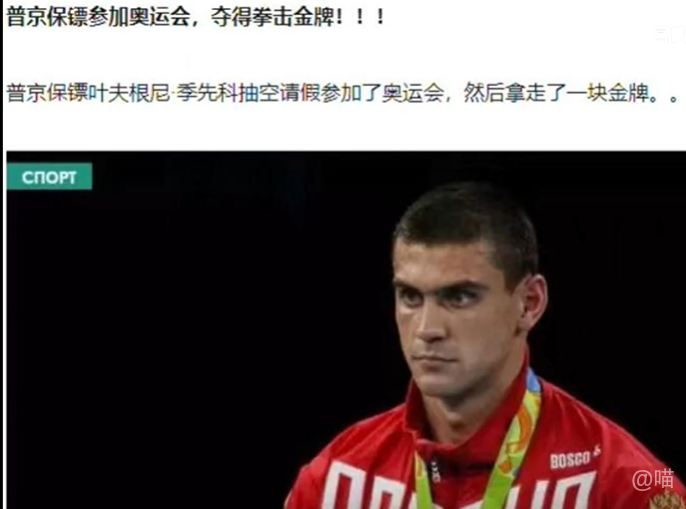 普京保镖参加奥运会，夺得拳击金牌！！！
普京保镖叶夫根尼·季先科抽空请假参加了奥运会，然后拿走了一块金牌。。
СПОРТ
BOSCO
@喵